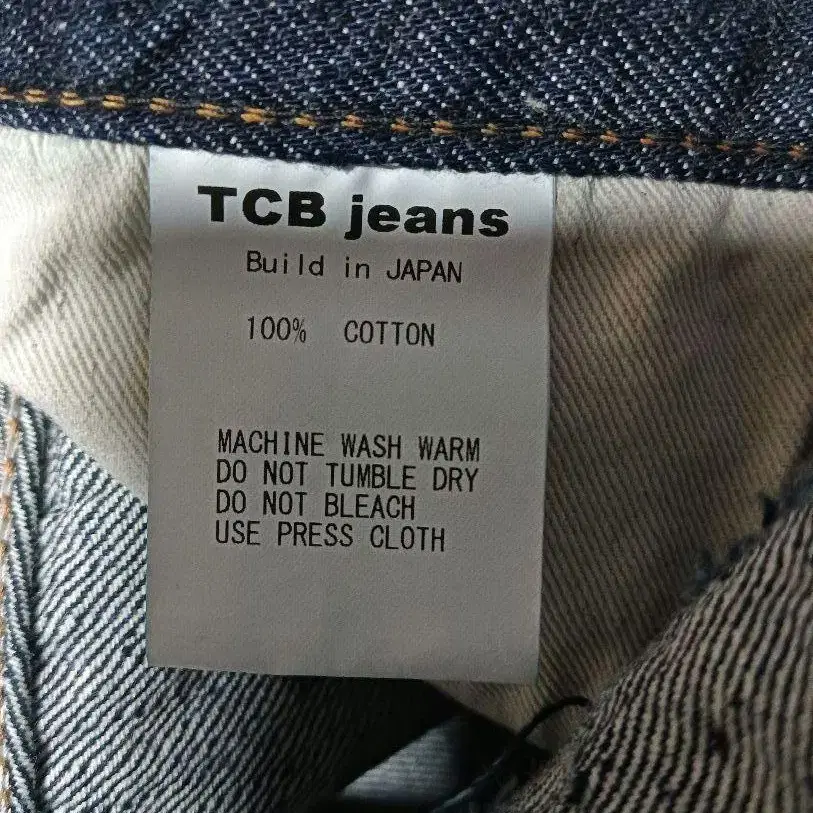 TCB jeans
Build in JAPAN
100% COTTON
MACHINE WASH WARM
DO NOT TUMBLE DRY
DO NOT BLEACH
USE PRESS CLOTH